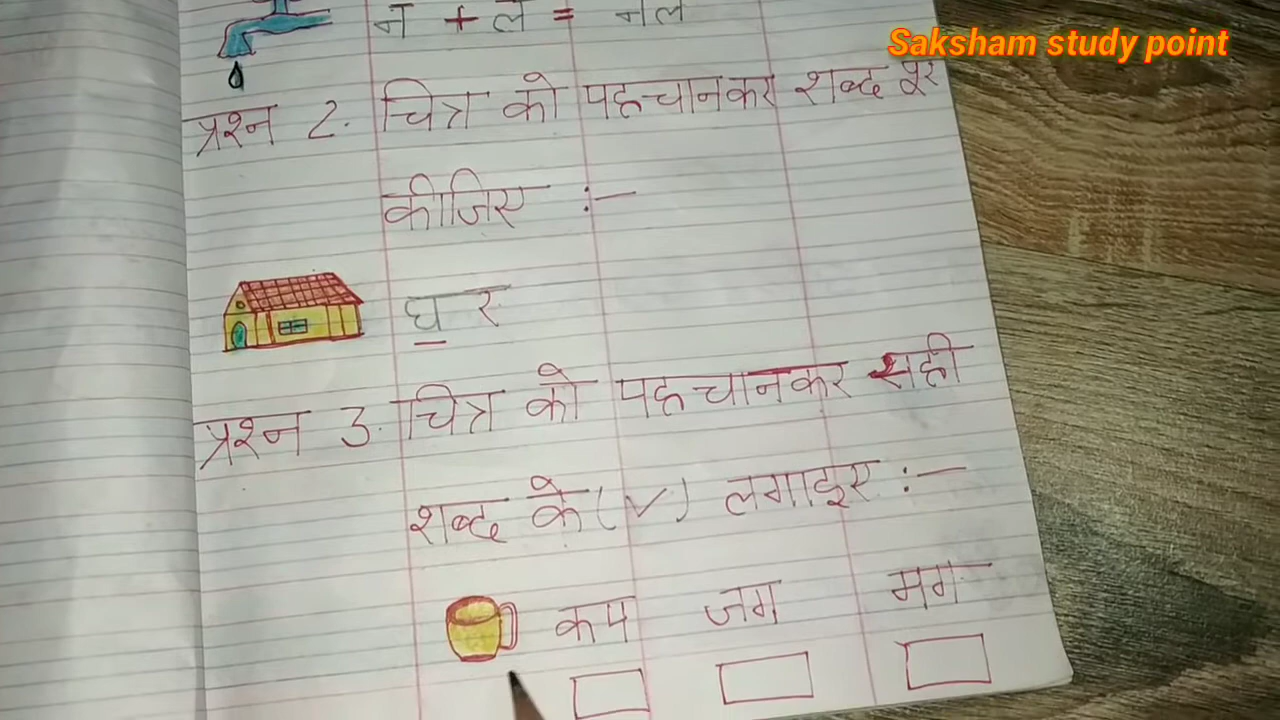 Saksham study point
न + ल = नल
प्रश्न 2. चित्र को पहचानकर शब्द पूर
कीजिए :-
घ र
प्रश्न 3. चित्र को पहचानकर सही
शब्द के (✓) लगाइए :-
कप जग मग